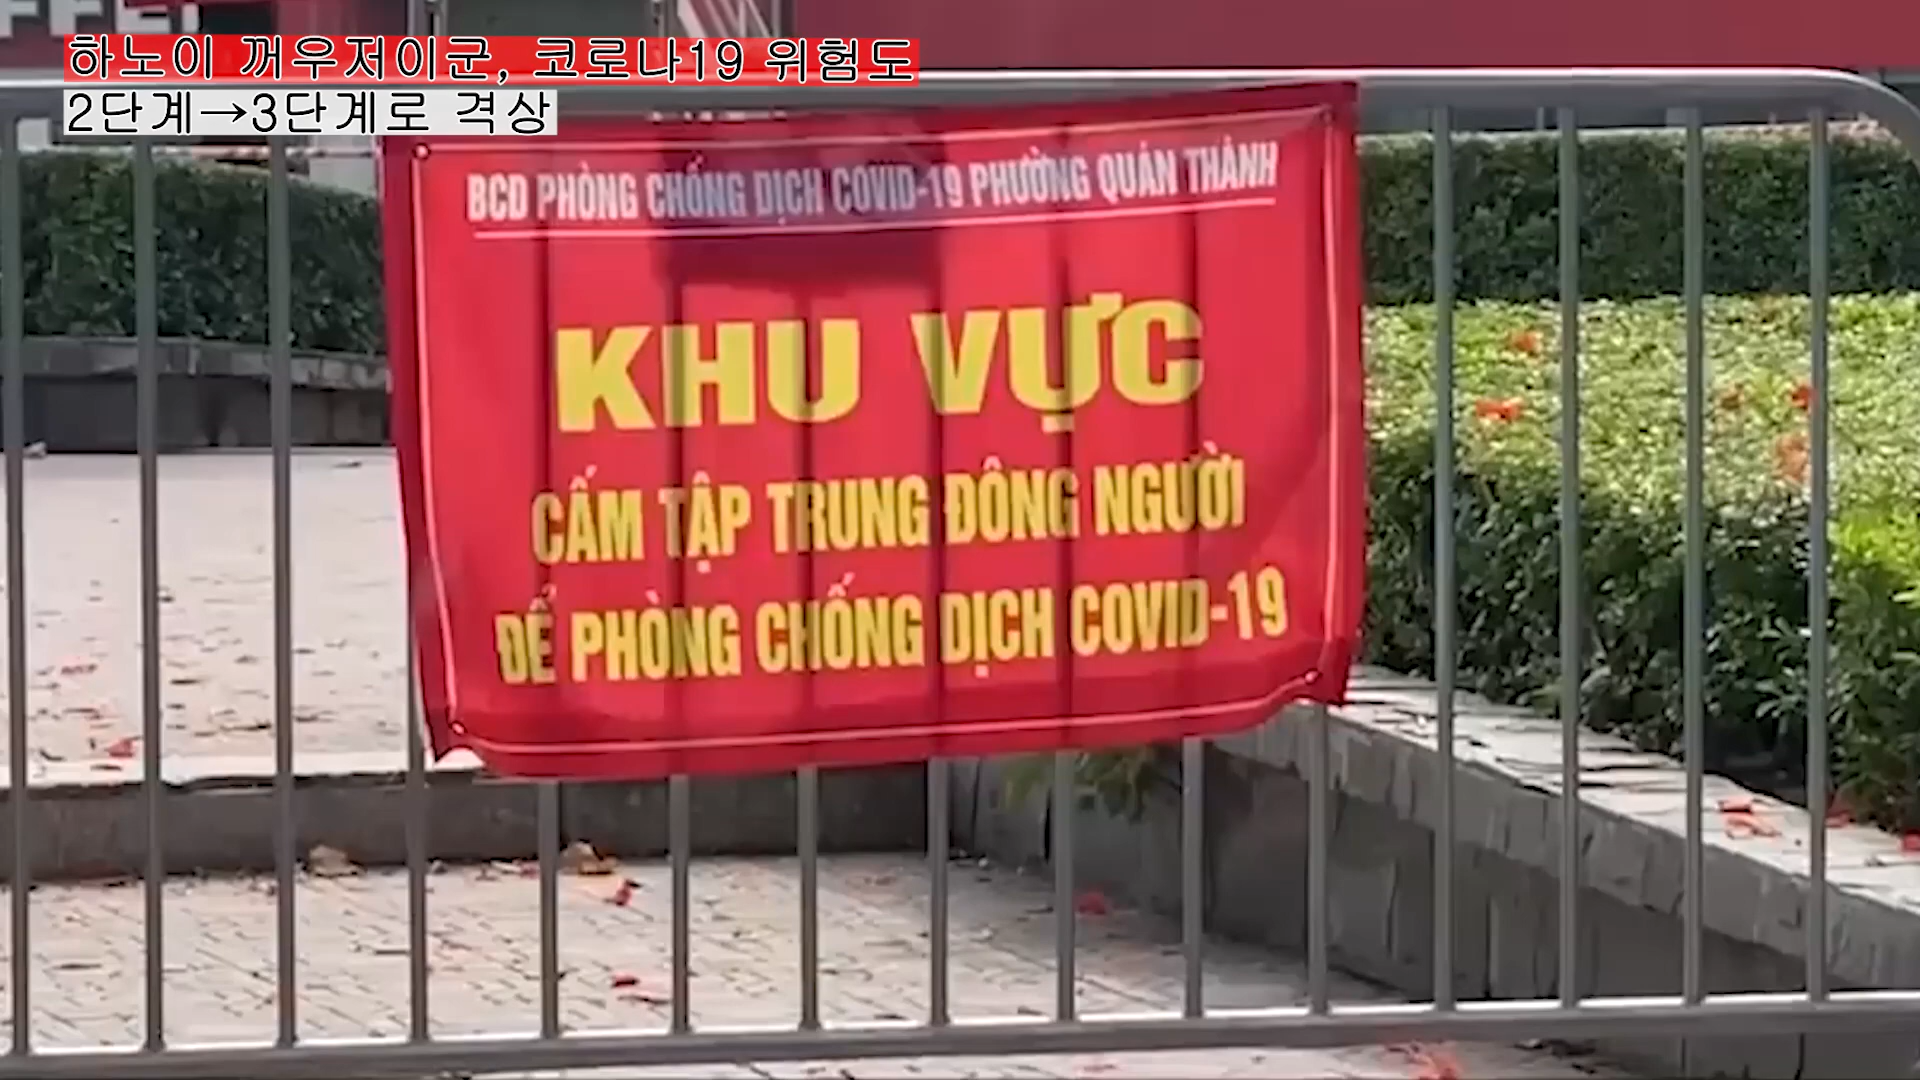 하노이 꺼우저이군, 코로나19 위험도
2단계→3단계로 격상
BCD PHÒNG CHỐNG DỊCH COVID-19 PHƯỜNG QUÁN THÁNH
KHU VỰC
CẤM TẬP TRUNG ĐÔNG NGƯỜI
ĐỂ PHÒNG CHỐNG DỊCH COVID-19